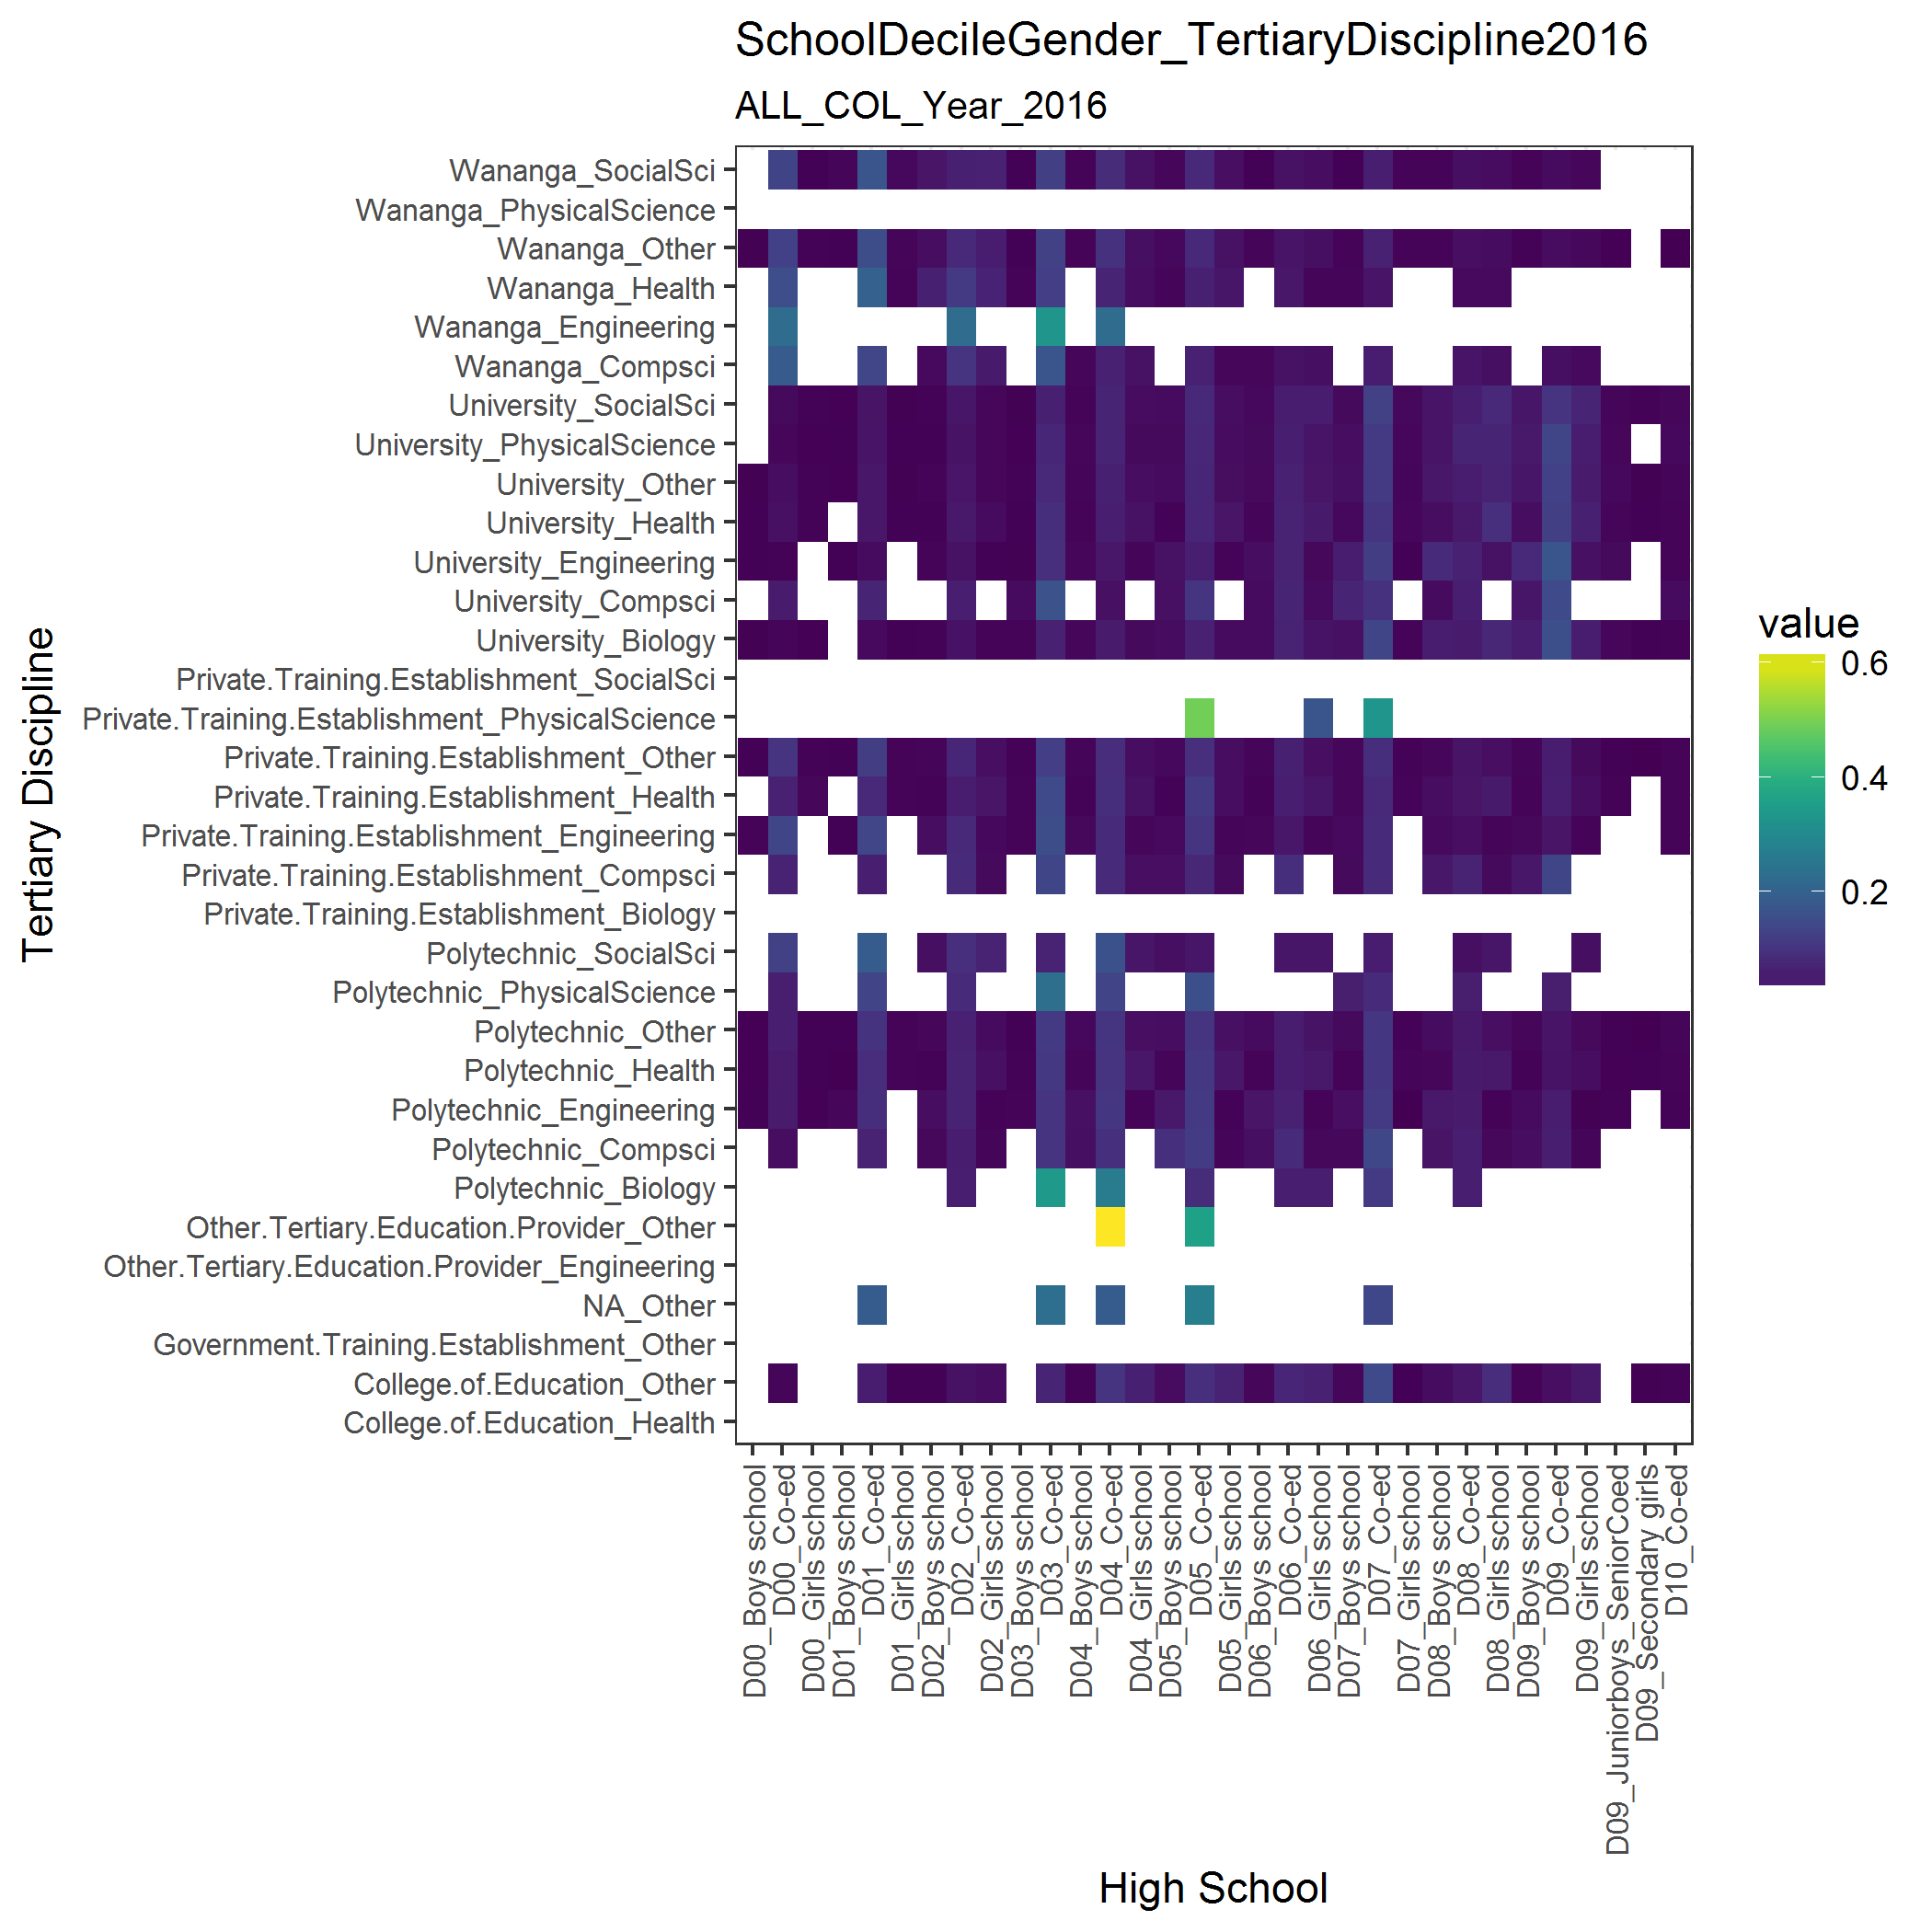 SchoolDecileGender_TertiaryDiscipline2016
ALL_COL_Year_2016
Tertiary Discipline
Wananga_SocialSci
Wananga_PhysicalScience
Wananga_Other
Wananga_Health
Wananga_Engineering
Wananga_Compsci
University_SocialSci
University_PhysicalScience
University_Other
University_Health
University_Engineering
University_Compsci
University_Biology
Private.Training.Establishment_SocialSci
Private.Training.Establishment_PhysicalScience
Private.Training.Establishment_Other
Private.Training.Establishment_Health
Private.Training.Establishment_Engineering
Private.Training.Establishment_Compsci
Private.Training.Establishment_Biology
Polytechnic_SocialSci
Polytechnic_PhysicalScience
Polytechnic_Other
Polytechnic_Health
Polytechnic_Engineering
Polytechnic_Compsci
Polytechnic_Biology
Other.Tertiary.Education.Provider_Other
Other.Tertiary.Education.Provider_Engineering
NA_Other
Government.Training.Establishment_Other
College.of.Education_Other
College.of.Education_Health
D00_Boys school
D00_Co-ed
D00_Girls school
D01_Boys school
D01_Co-ed
D01_Girls school
D02_Boys school
D02_Co-ed
D02_Girls school
D03_Boys school
D03_Co-ed
D04_Boys school
D04_Co-ed
D04_Girls school
D05_Boys school
D05_Co-ed
D05_Girls school
D06_Boys school
D06_Co-ed
D06_Girls school
D07_Boys school
D07_Co-ed
D07_Girls school
D08_Boys school
D08_Co-ed
D08_Girls school
D09_Boys school
D09_Co-ed
D09_Girls school
D09_Juniorboys_SeniorCoed
D09_Secondary girls
D10_Co-ed
High School
value
0.6
0.4
0.2